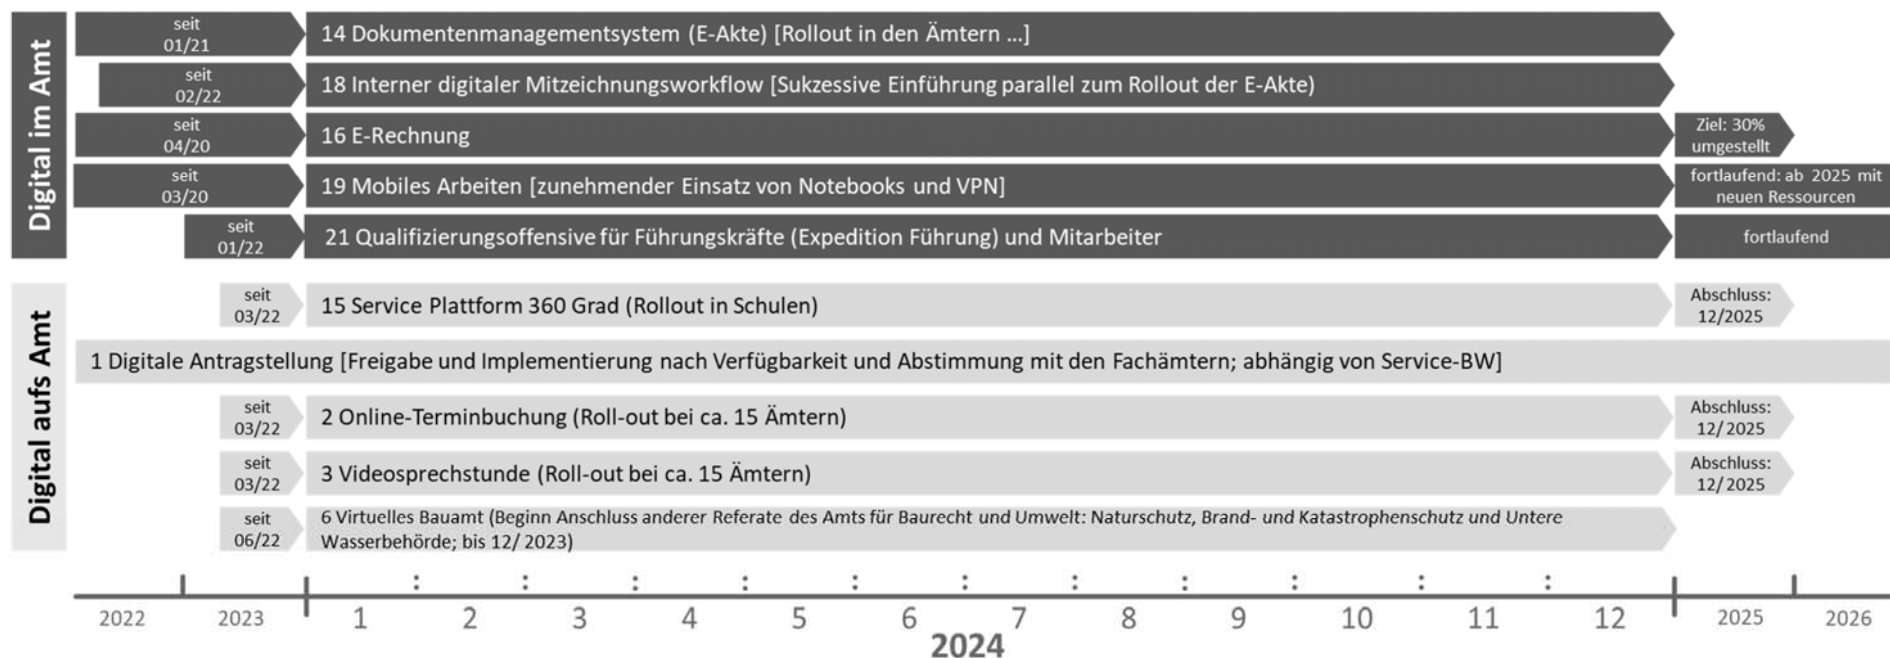 Digital im Amt
seit
01/21
14 Dokumentenmanagementsystem (E-Akte) [Rollout in den Ämtern ...]
seit
02/22
18 Interner digitaler Mitzeichnungsworkflow [Sukzessive Einführung parallel zum Rollout der E-Akte)
seit
04/20
16 E-Rechnung
Ziel: 30%
umgestellt
seit
03/20
19 Mobiles Arbeiten [zunehmender Einsatz von Notebooks und VPN]
fortlaufend: ab 2025 mit
neuen Ressourcen
seit
01/22
21 Qualifizierungsoffensive für Führungskräfte (Expedition Führung) und Mitarbeiter
fortlaufend
Digital aufs Amt
seit
03/22
15 Service Plattform 360 Grad (Rollout in Schulen)
Abschluss:
12/2025
1 Digitale Antragstellung [Freigabe und Implementierung nach Verfügbarkeit und Abstimmung mit den Fachämtern; abhängig von Service-BW]
seit
03/22
2 Online-Terminbuchung (Roll-out bei ca. 15 Ämtern)
Abschluss:
12/2025
seit
03/22
3 Videosprechstunde (Roll-out bei ca. 15 Ämtern)
Abschluss:
12/2025
seit
06/22
6 Virtuelles Bauamt (Beginn Anschluss anderer Referate des Amts für Baurecht und Umwelt: Naturschutz, Brand- und Katastrophenschutz und Untere
Wasserbehörde; bis 12/ 2023)
2022 2023 1 2 3 4 5 6 7 8 9 10 11 12 2025 2026
2024